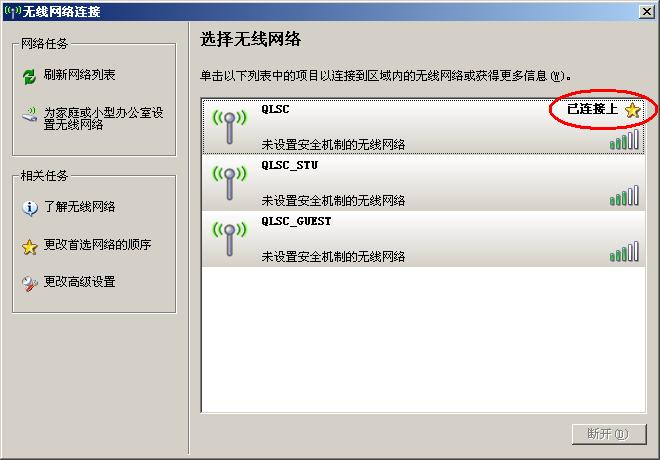 无线网络连接
网络任务
刷新网络列表
为家庭或小型办公室设
置无线网络
相关任务
了解无线网络
更改首选网络的顺序
更改高级设置
选择无线网络
单击以下列表中的项目以连接到区域内的无线网络或获得更多信息(W)。
QLSC 已连接上
未设置安全机制的无线网络
QLSC_STU
未设置安全机制的无线网络
QLSC_GUEST
未设置安全机制的无线网络
断开(D)